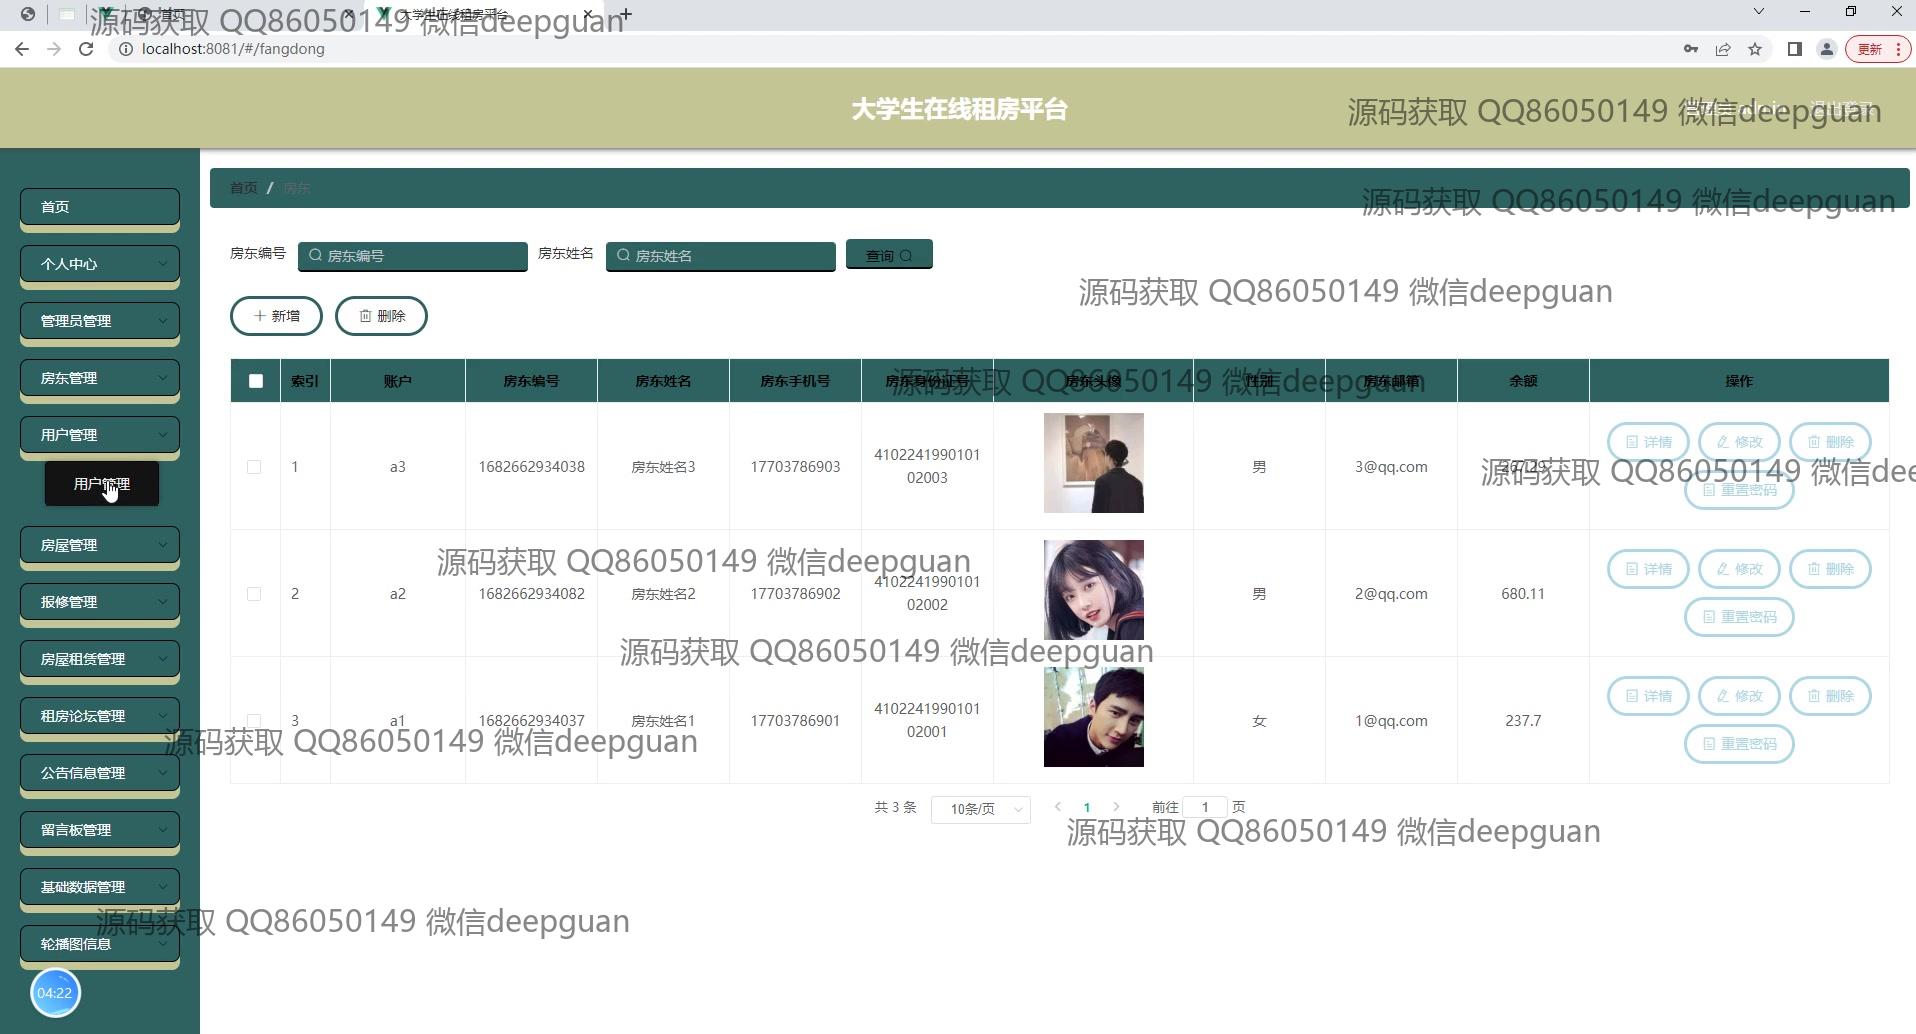 首页
大学生在线租房平台
源码获取 QQ86050149 微信deepguan
localhost:8081/#/fangdong
更新
大学生在线租房平台
源码获取 QQ86050149 微信deepguan
首页 / 房东
源码获取 QQ86050149 微信deepguan
首页
个人中心
管理员管理
房东管理
用户管理
用户管理
房屋管理
报修管理
房屋租赁管理
租房论坛管理
公告信息管理
留言板管理
基础数据管理
轮播图信息
04:22
房东编号 房东编号 房东姓名 房东姓名 查询
源码获取 QQ86050149 微信deepguan
新增 删除
索引 账户 房东编号 房东姓名 房东手机号 房东身份证号 房东头像 性别 房东邮箱 余额 操作
源码获取 QQ86050149 微信deepguan
1 a3 1682662934038 房东姓名3 17703786903 410224199010102003 男 3@qq.com 详情 修改 删除
重置密码
源码获取 QQ86050149 微信dee
源码获取 QQ86050149 微信deepguan
2 a2 1682662934082 房东姓名2 17703786902 410224199010102002 男 2@qq.com 680.11 详情 修改 删除
重置密码
源码获取 QQ86050149 微信deepguan
3 a1 1682662934037 房东姓名1 17703786901 410224199010102001 女 1@qq.com 237.7 详情 修改 删除
重置密码
源码获取 QQ86050149 微信deepguan
共 3 条 10条/页 1 前往 1 页
源码获取 QQ86050149 微信deepguan
源码获取 QQ86050149 微信deepguan